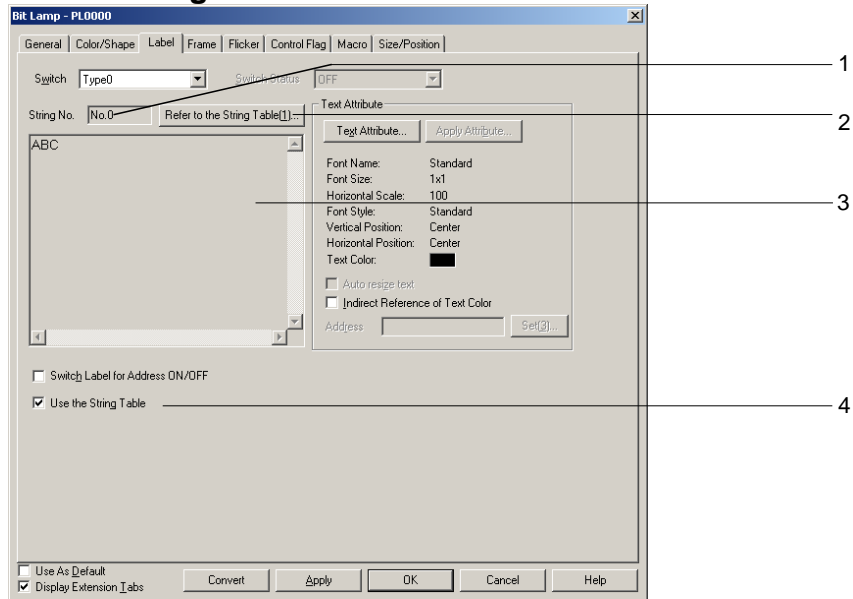 Bit Lamp - PL0000
General Color/Shape Label Frame Flicker Control Flag Macro Size/Position
Switch Type0 Switch Status OFF
String No. No.0 Refer to the String Table(1)...
ABC
Text Attribute
Text Attribute... Apply Attribute...
Font Name: Standard
Font Size: 1x1
Horizontal Scale: 100
Font Style: Standard
Vertical Position: Center
Horizontal Position: Center
Text Color:
Auto resize text
Indirect Reference of Text Color
Address Set(3)...
Switch Label for Address ON/OFF
Use the String Table
Use As Default
Display Extension Tabs
Convert Apply OK Cancel Help
1
2
3
4